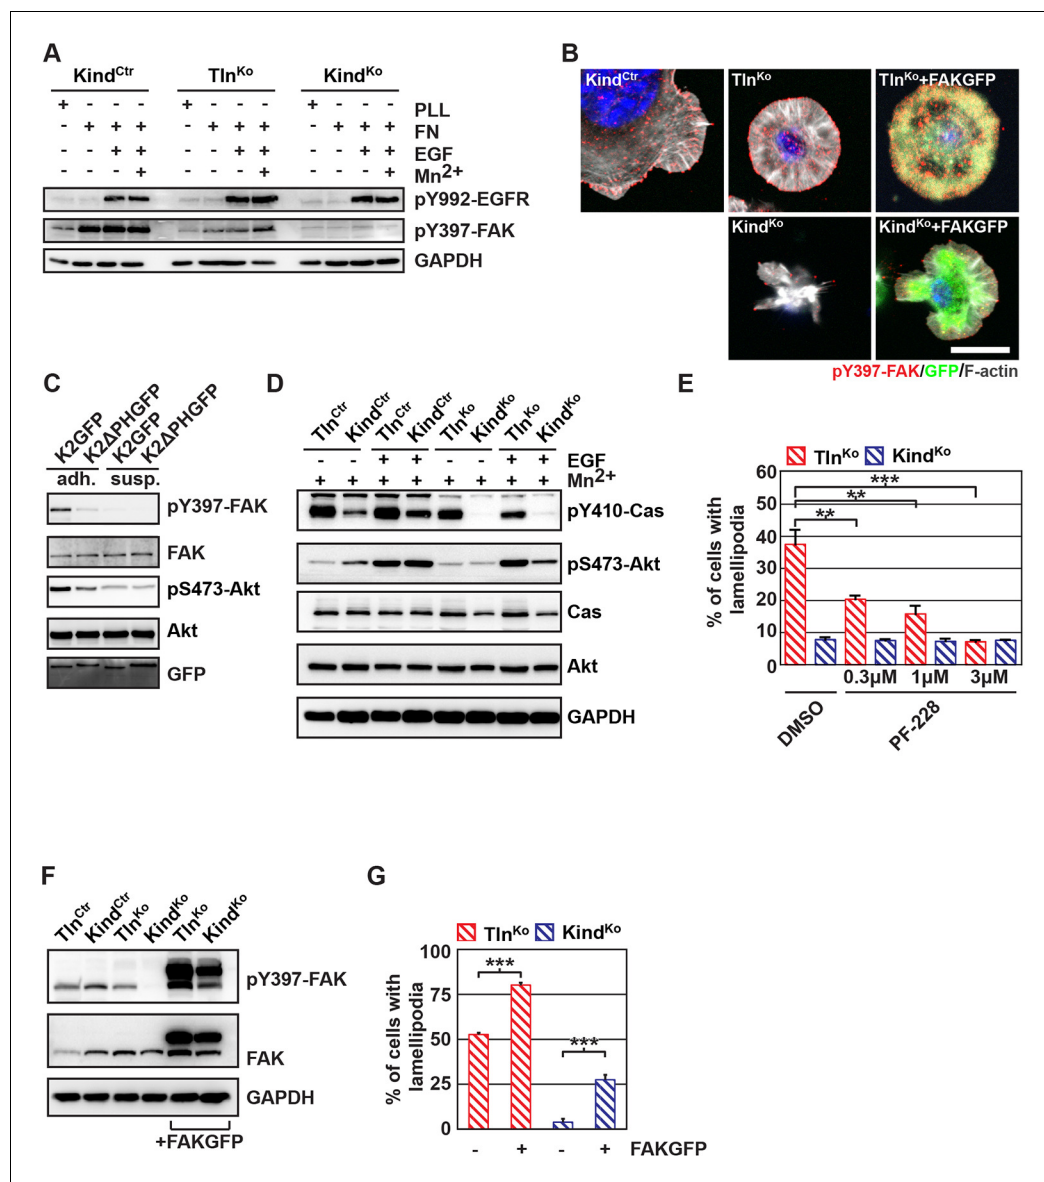 A
Kind^Ctr Tln^Ko Kind^Ko
+ - - - + - - - + - - - PLL
- + + + - + + + - + + + FN
- - + + - - + + - - + + EGF
- - - + - - - + - - - + Mn2+
pY992-EGFR
pY397-FAK
GAPDH
B
Kind^Ctr Tln^Ko Tln^Ko+FAKGFP
Kind^Ko Kind^Ko+FAKGFP
pY397-FAK/GFP/F-actin
C
K2GFP K2ΔPHGFP K2GFP K2ΔPHGFP
adh. susp.
pY397-FAK
FAK
pS473-Akt
Akt
GFP
D
Tln^Ctr Kind^Ctr Tln^Ctr Kind^Ctr Tln^Ko Kind^Ko Tln^Ko Kind^Ko
- - + + - - + + EGF
+ + + + + + + + Mn2+
pY410-Cas
pS473-Akt
Cas
Akt
GAPDH
E
Tln^Ko Kind^Ko
% of cells with
lamellipodia
60
50
40
30
20
10
0
***
**
**
0.3µM 1µM 3µM
DMSO PF-228
F
Tln^Ctr Kind^Ctr Tln^Ko Kind^Ko Tln^Ko Kind^Ko
pY397-FAK
FAK
GAPDH
+FAKGFP
G
Tln^Ko Kind^Ko
% of cells with
lamellipodia
100
75
50
25
0
***
***
- + - + FAKGFP